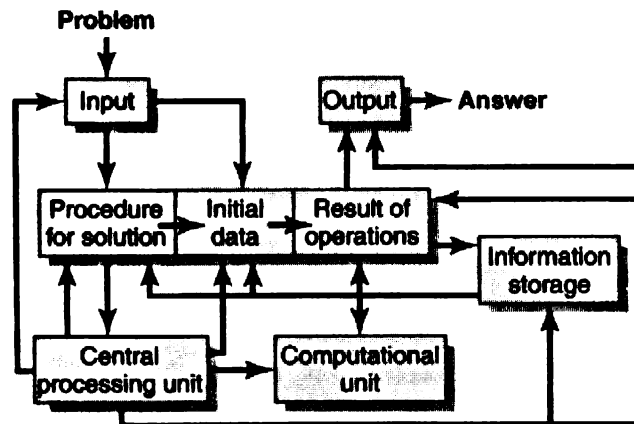 Problem
Input
Output
Answer
Procedure
for solution
Initial
data
Result of
operations
Information
storage
Central
processing unit
Computational
unit